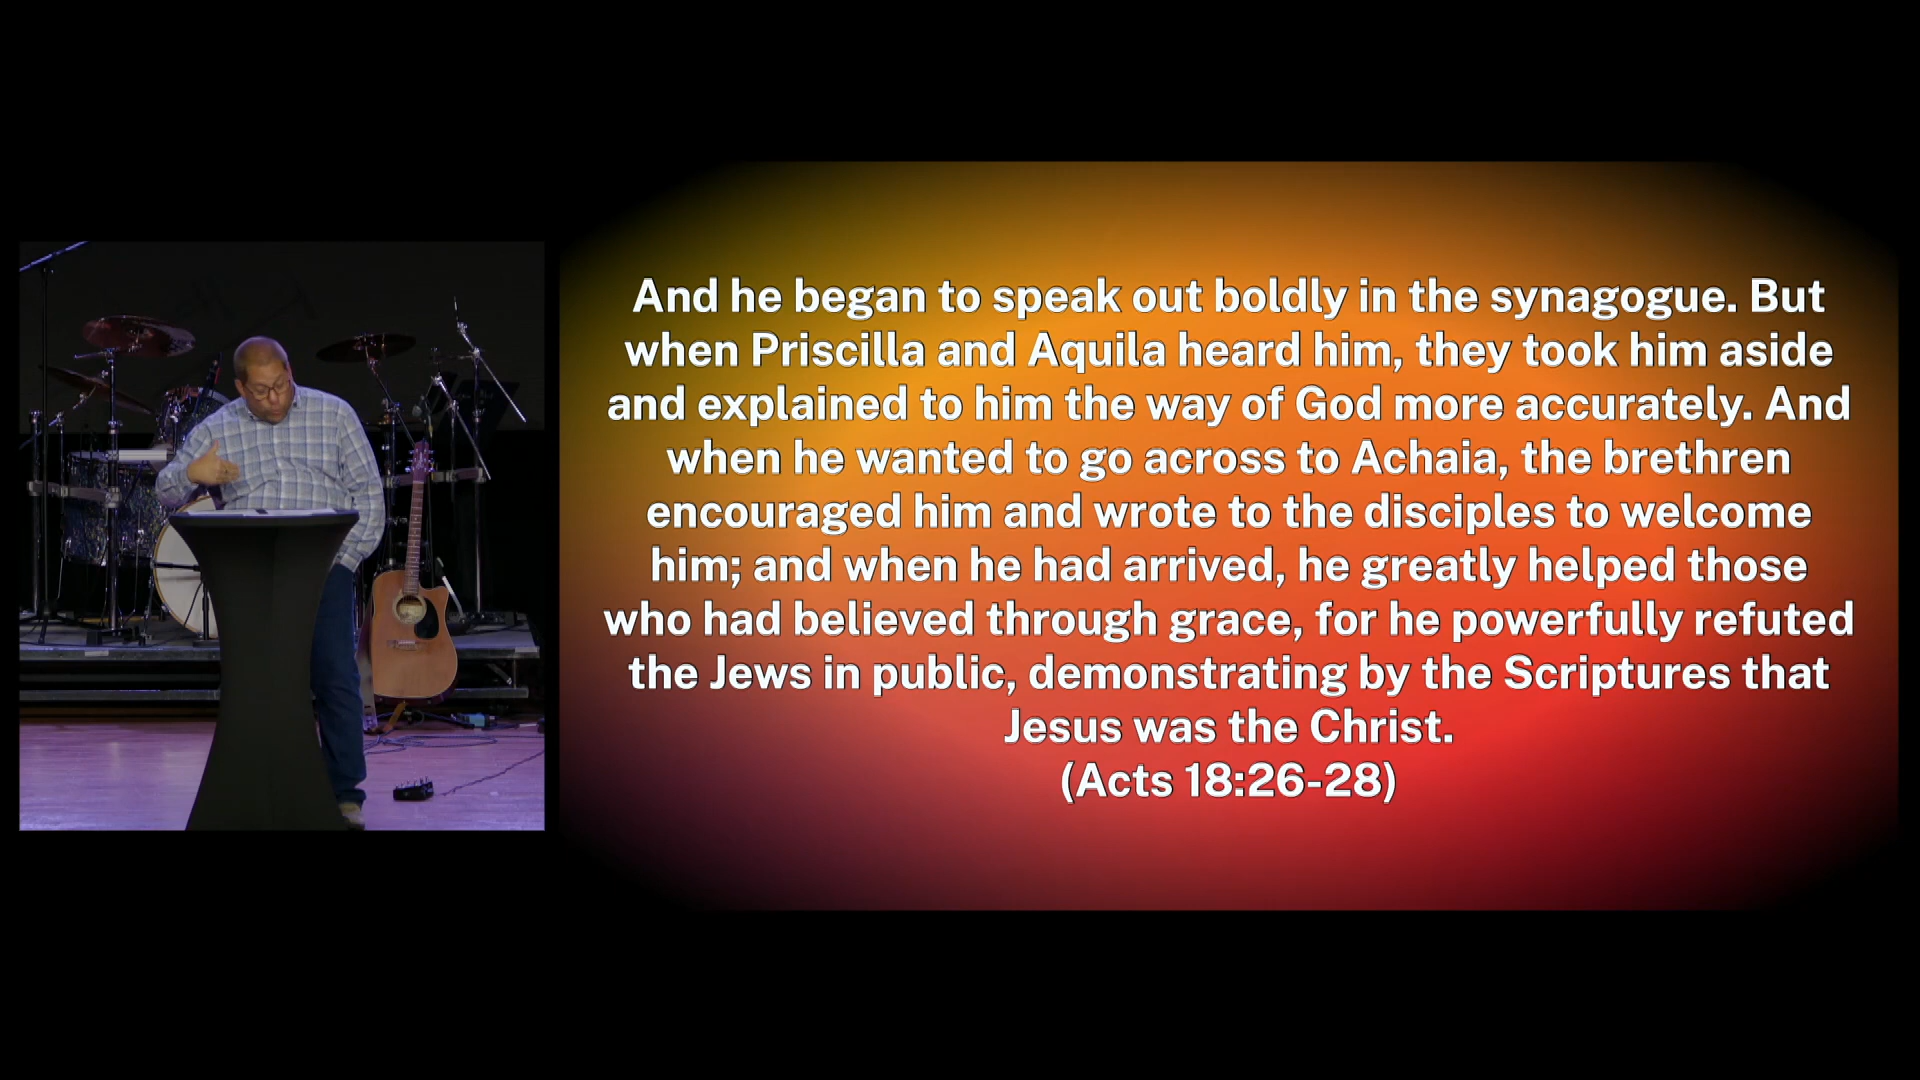 And he began to speak out boldly in the synagogue. But
when Priscilla and Aquila heard him, they took him aside
and explained to him the way of God more accurately. And
when he wanted to go across to Achaia, the brethren
encouraged him and wrote to the disciples to welcome
him; and when he had arrived, he greatly helped those
who had believed through grace, for he powerfully refuted
the Jews in public, demonstrating by the Scriptures that
Jesus was the Christ.
(Acts 18:26-28)